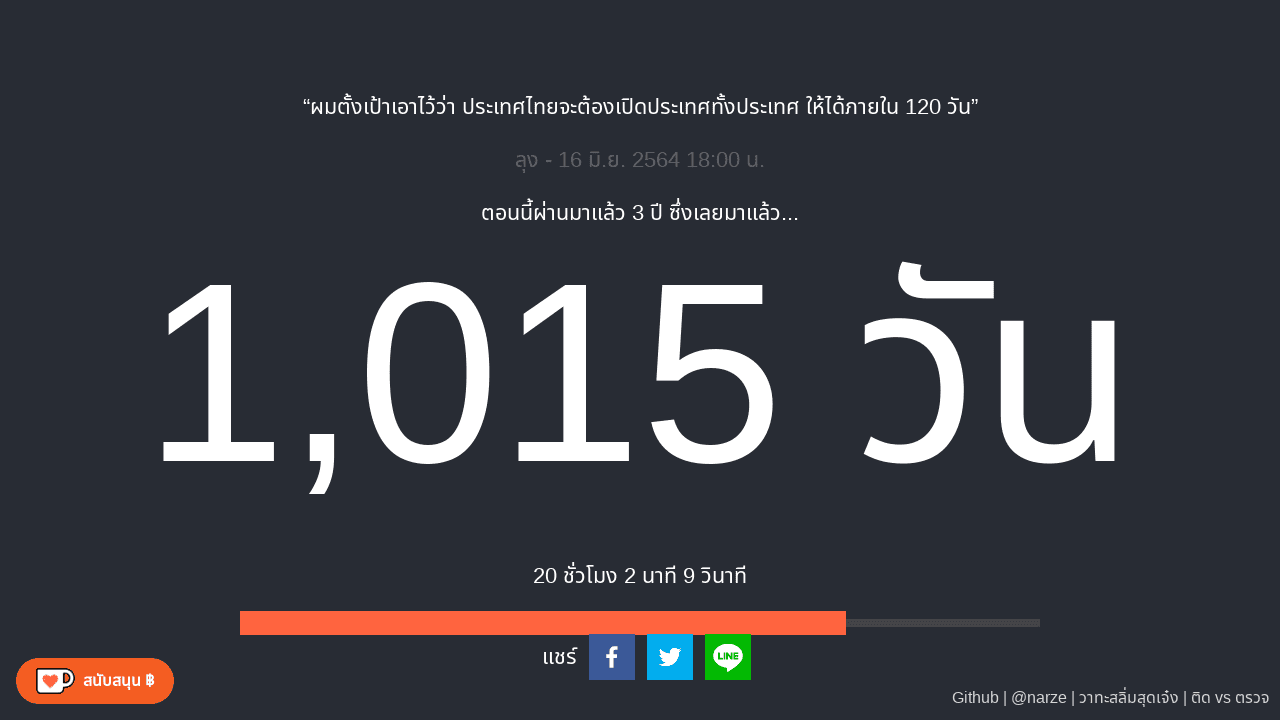 “ผมตั้งเป้าเอาไว้ว่า ประเทศไทยจะต้องเปิดประเทศทั้งประเทศ ให้ได้ภายใน 120 วัน”
ลุง - 16 มิ.ย. 2564 18:00 น.
ตอนนี้ผ่านมาแล้ว 3 ปี ซึ่งเลยมาแล้ว...
1,015 วัน
20 ชั่วโมง 2 นาที 9 วินาที
แชร์
LINE
สนับสนุน ฿
Github | @narze | วาทะสลิ่มสุดเจ๋ง | ติด vs ตรวจ